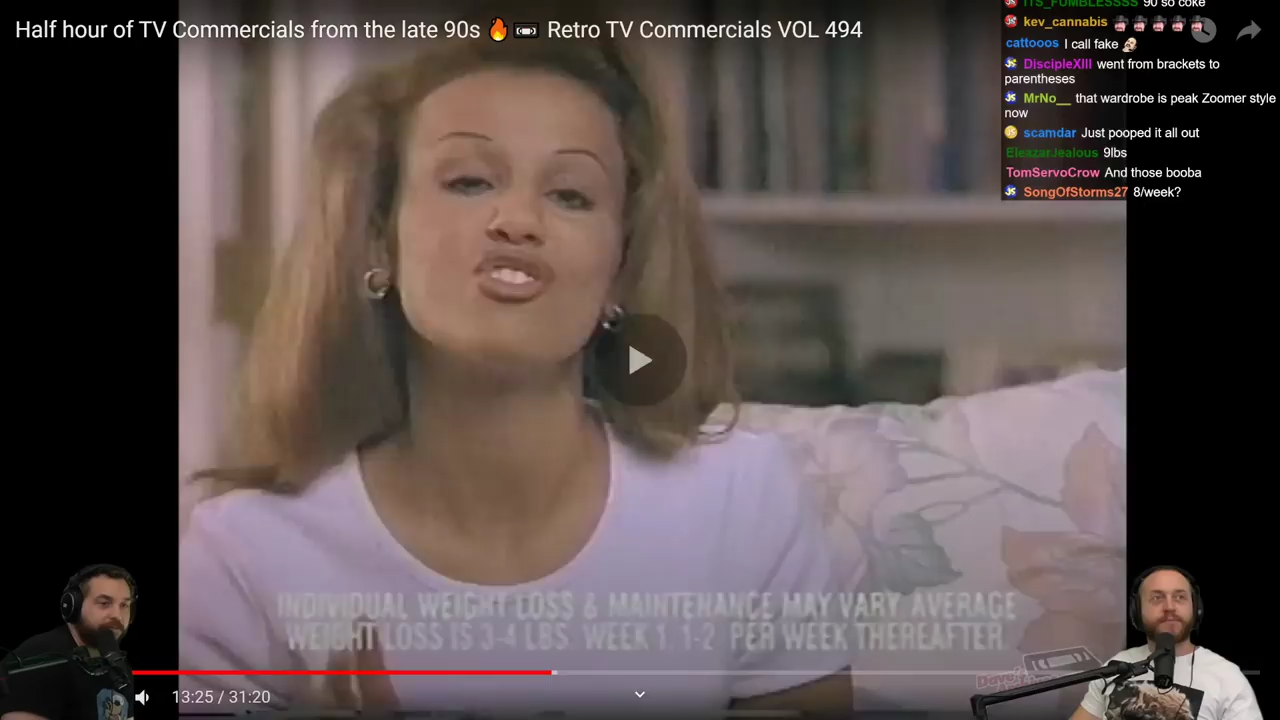 Half hour of TV Commercials from the late 90s 🔥📼 Retro TV Commercials VOL 494
ITS_FUMBLESSSS 90 so coke
kev_cannabis
cattooos I call fake
DiscipleXIII went from brackets to
parentheses
MrNo__ that wardrobe is peak Zoomer style
now
scamdar Just pooped it all out
EleazarJealous 9lbs
TomServoCrow And those booba
SongOfStorms27 8/week?
INDIVIDUAL WEIGHT LOSS & MAINTENANCE MAY VARY. AVERAGE
WEIGHT LOSS IS 3-4 LBS. WEEK 1, 1-2 PER WEEK THEREAFTER.
13:25 / 31:20